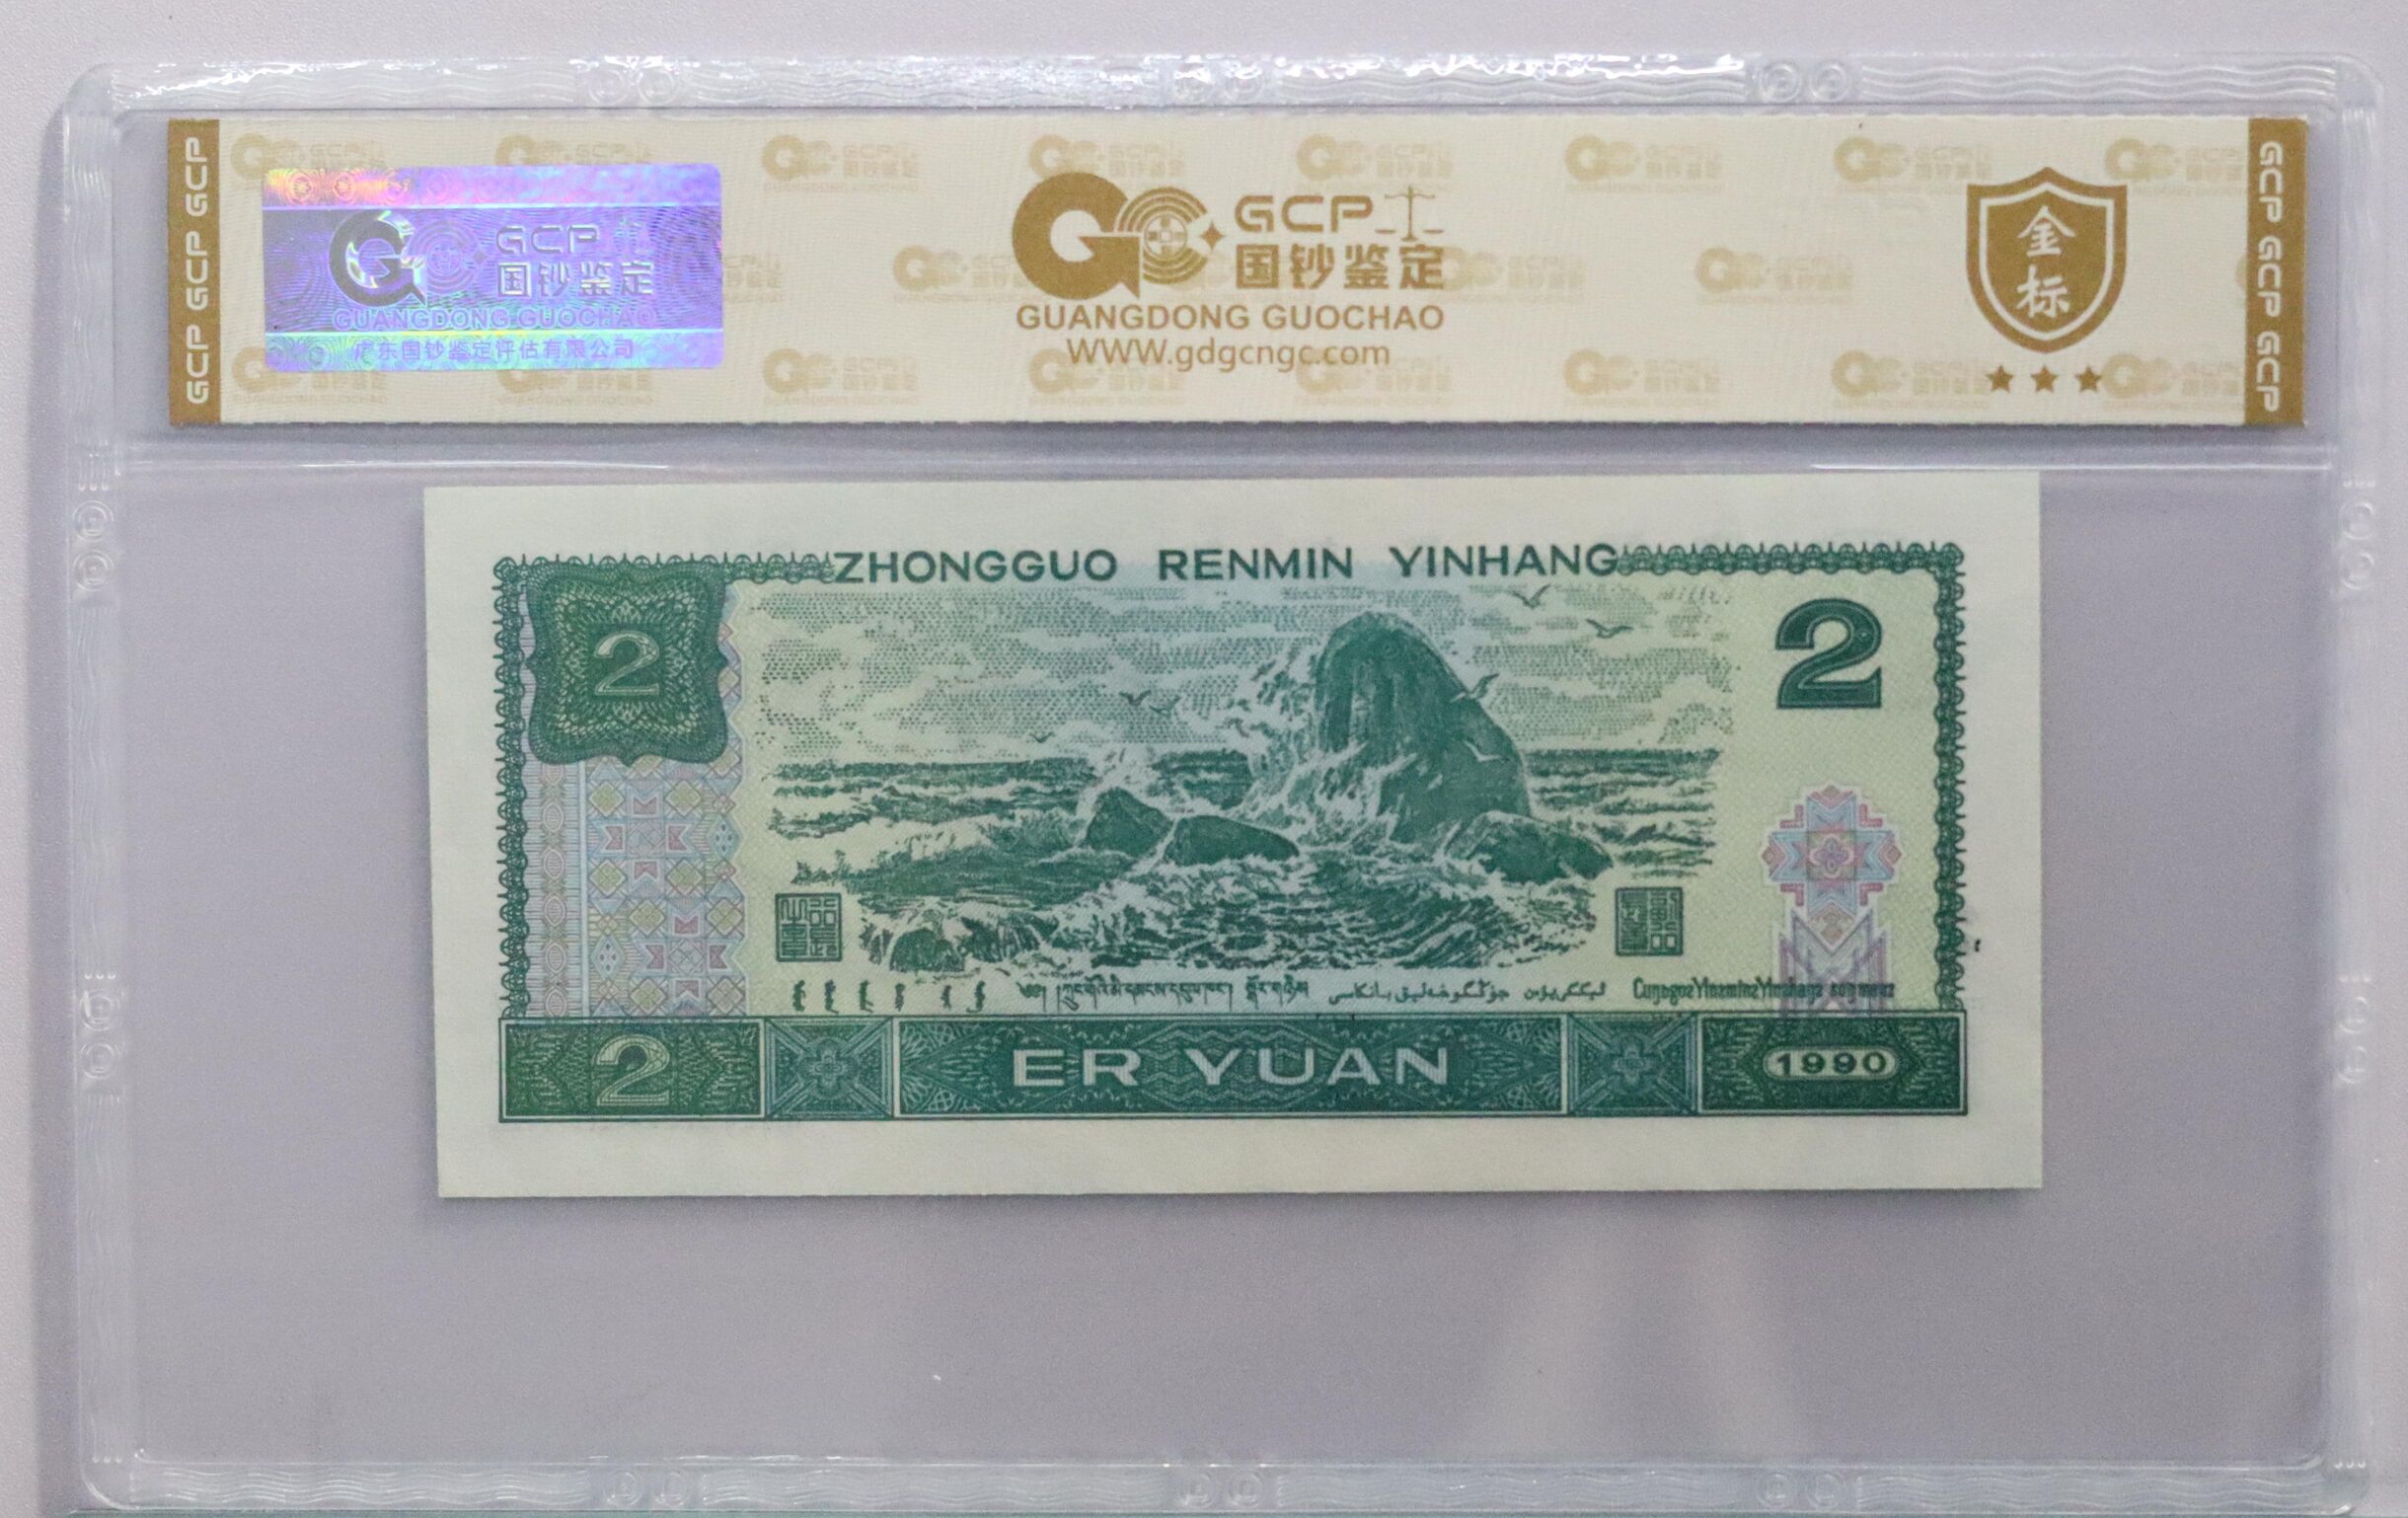 GCP GCP GCP
GCP
国钞鉴定
GUANGDONG GUOCHAO
广东国钞鉴定评估有限公司
GCP
国钞鉴定
GUANGDONG GUOCHAO
WWW.gdgcngc.com
金标
GCP GCP GCP
ZHONGGUO RENMIN YINHANG
2
2
2
ER YUAN
1990